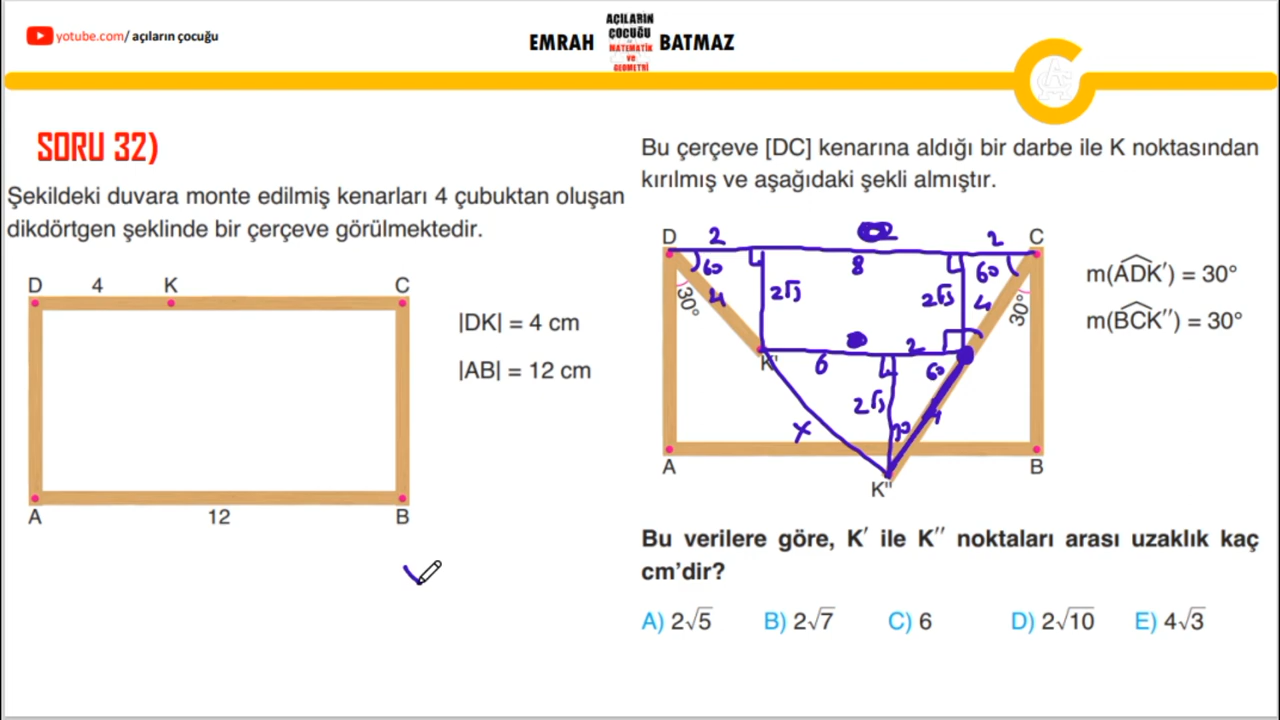 yotube.com/ açıların çocuğu
EMRAH
AÇILARIN
ÇOCUĞU
MATEMATİK
ve
GEOMETRİ
BATMAZ
SORU 32)
Şekildeki duvara monte edilmiş kenarları 4 çubuktan oluşan
dikdörtgen şeklinde bir çerçeve görülmektedir.
D 4 K C
|DK| = 4 cm
|AB| = 12 cm
A 12 B
Bu çerçeve [DC] kenarına aldığı bir darbe ile K noktasından
kırılmış ve aşağıdaki şekli almıştır.
D 2 2 C
60 8 60
30° 4 2√3 2√3 4 30°
K' 6 2 60
2√3 4
x 30
A B
K''
m(ADK′) = 30°
m(BCK′′) = 30°
Bu verilere göre, K′ ile K′′ noktaları arası uzaklık kaç
cm'dir?
A) 2√5 B) 2√7 C) 6 D) 2√10 E) 4√3